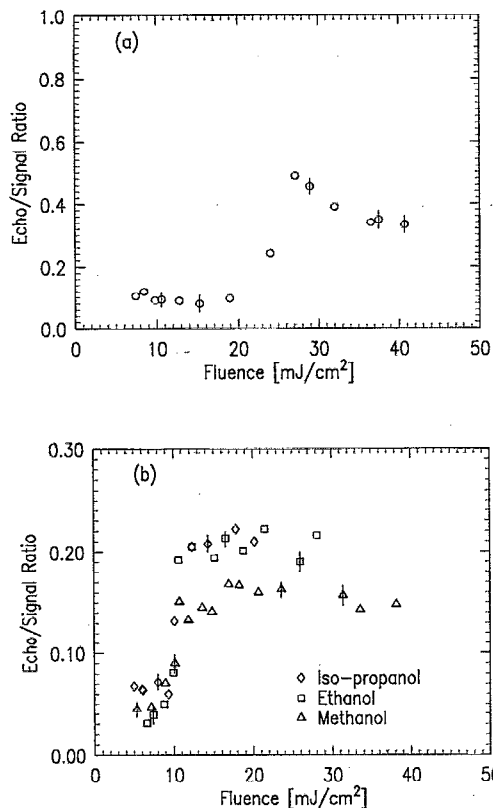 (a)
Echo/Signal Ratio
1.0
0.8
0.6
0.4
0.2
0.0
0 10 20 30 40 50
Fluence [mJ/cm²]
(b)
Echo/Signal Ratio
0.30
0.20
0.10
0.00
Iso-propanol
Ethanol
Methanol
0 10 20 30 40 50
Fluence [mJ/cm²]